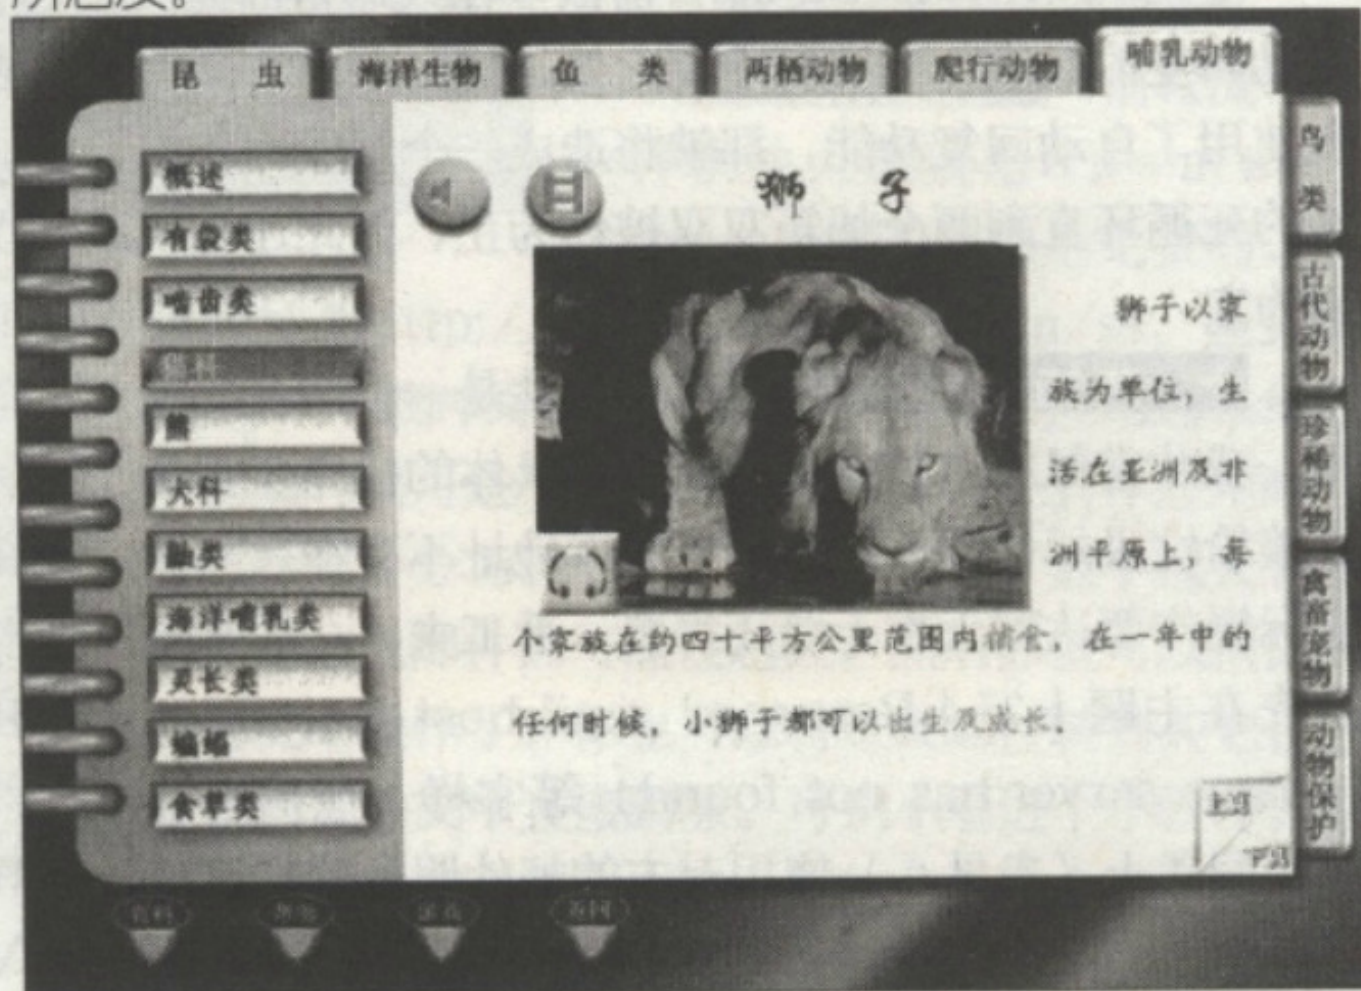 昆 虫
海洋生物
鱼 类
两栖动物
爬行动物
哺乳动物
概述
有袋类
啮齿类
熊
犬科
鼬类
海洋哺乳类
灵长类
蝙蝠
食草类
狮 子
狮子以家
族为单位，生
活在亚洲及非
洲平原上，每
个家族在约四十平方公里范围内捕食，在一年中的
任何时候，小狮子都可以出生及成长．
上页
下页
鸟类
古代动物
珍稀动物
禽畜宠物
动物保护
返回